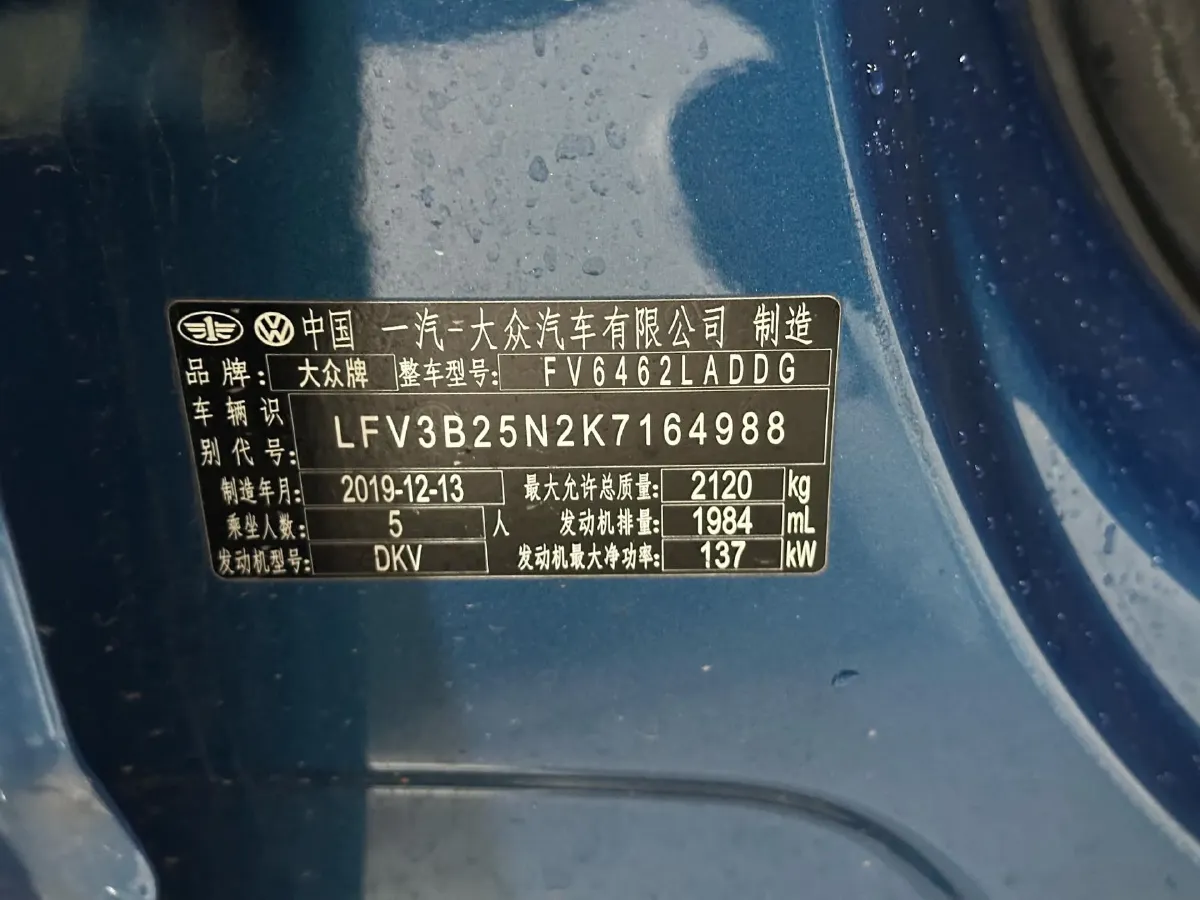 中国 一汽-大众汽车有限公司 制造
品牌: 大众牌 整车型号: FV6462LADDG
车辆识别代号: LFV3B25N2K7164988
制造年月: 2019-12-13 最大允许总质量: 2120 kg
乘坐人数: 5 人 发动机排量: 1984 mL
发动机型号: DKV 发动机最大净功率: 137 kW